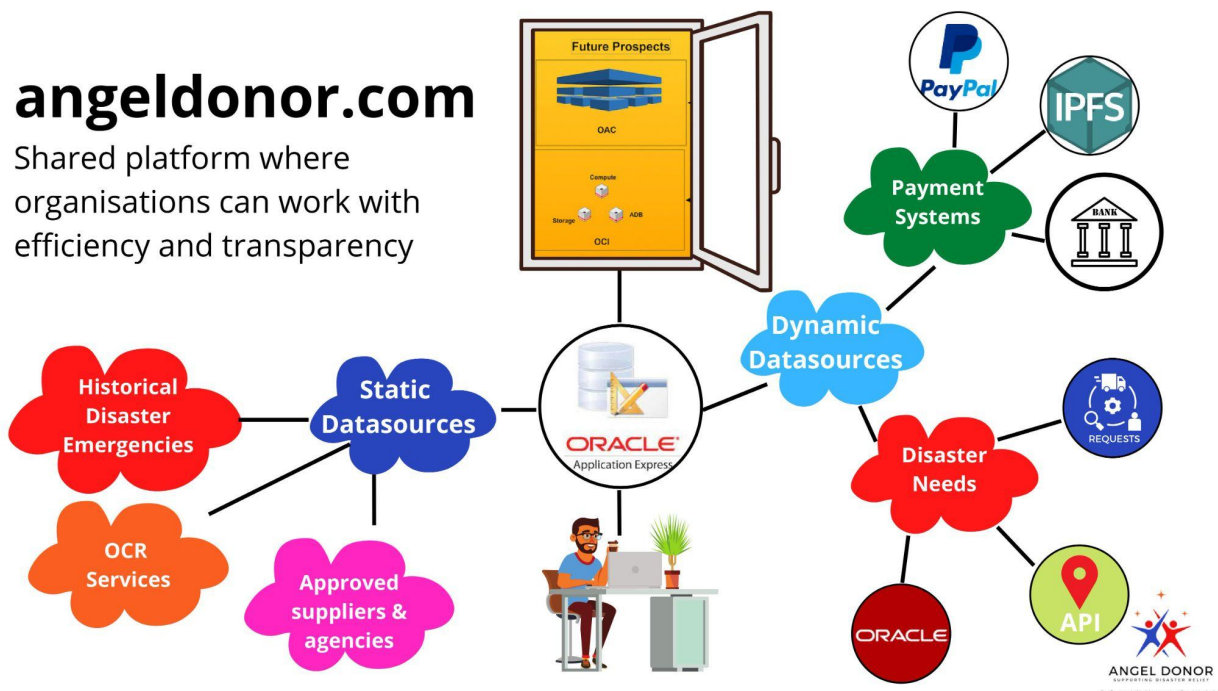 angeldonor.com
Shared platform where
organisations can work with
efficiency and transparency
Future Prospects
OAC
Compute
Storage
ADB
OCI
PayPal
IPFS
BANK
Payment
Systems
Dynamic
Datasources
Historical
Disaster
Emergencies
Static
Datasources
ORACLE®
Application Express
REQUESTS
Disaster
Needs
OCR
Services
Approved
suppliers &
agencies
ORACLE
API
ANGEL DONOR
SUPPORTING DISASTER RELIEF